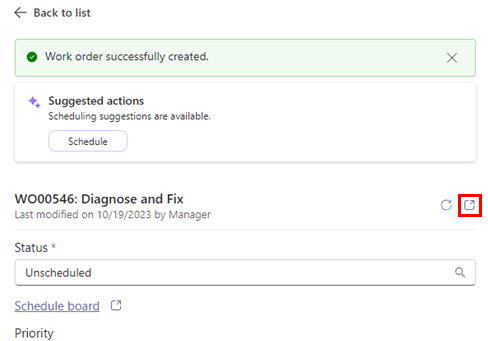 Back to list
Work order successfully created.
Suggested actions
Scheduling suggestions are available.
Schedule
WO00546: Diagnose and Fix
Last modified on 10/19/2023 by Manager
Status *
Unscheduled
Schedule board
Priority